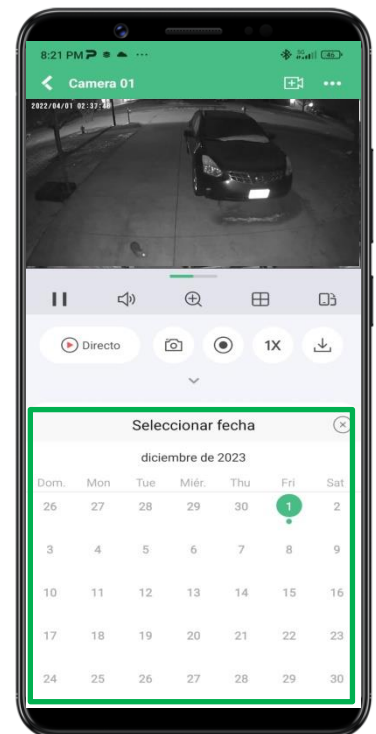 8:21 PM ··· 5G 46
Camera 01 ···
2022/04/01 02:37:
Directo 1X
Seleccionar fecha
diciembre de 2023
Dom. Mon Tue Miér. Thu Fri Sat
26 27 28 29 30 1 2
3 4 5 6 7 8 9
10 11 12 13 14 15 16
17 18 19 20 21 22 23
24 25 26 27 28 29 30